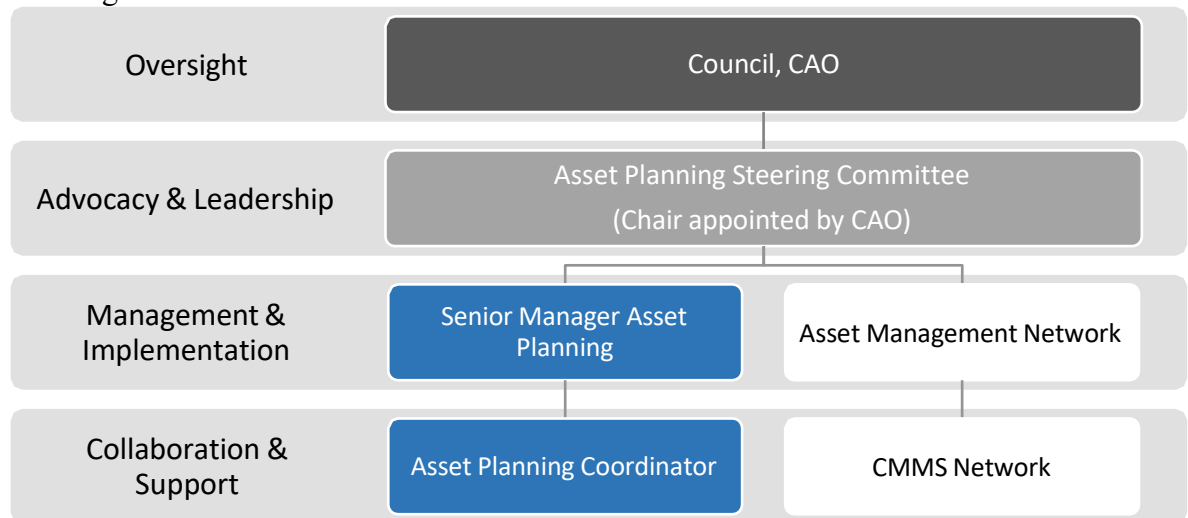 Oversight
Council, CAO
Advocacy & Leadership
Asset Planning Steering Committee
(Chair appointed by CAO)
Management &
Implementation
Senior Manager Asset
Planning
Asset Management Network
Collaboration &
Support
Asset Planning Coordinator
CMMS Network